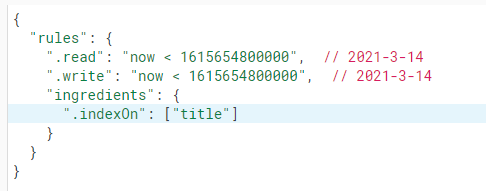 {
  "rules": {
    ".read": "now < 1615654800000",  // 2021-3-14
    ".write": "now < 1615654800000",  // 2021-3-14
    "ingredients": {
      ".indexOn": ["title"]
    }
  }
}